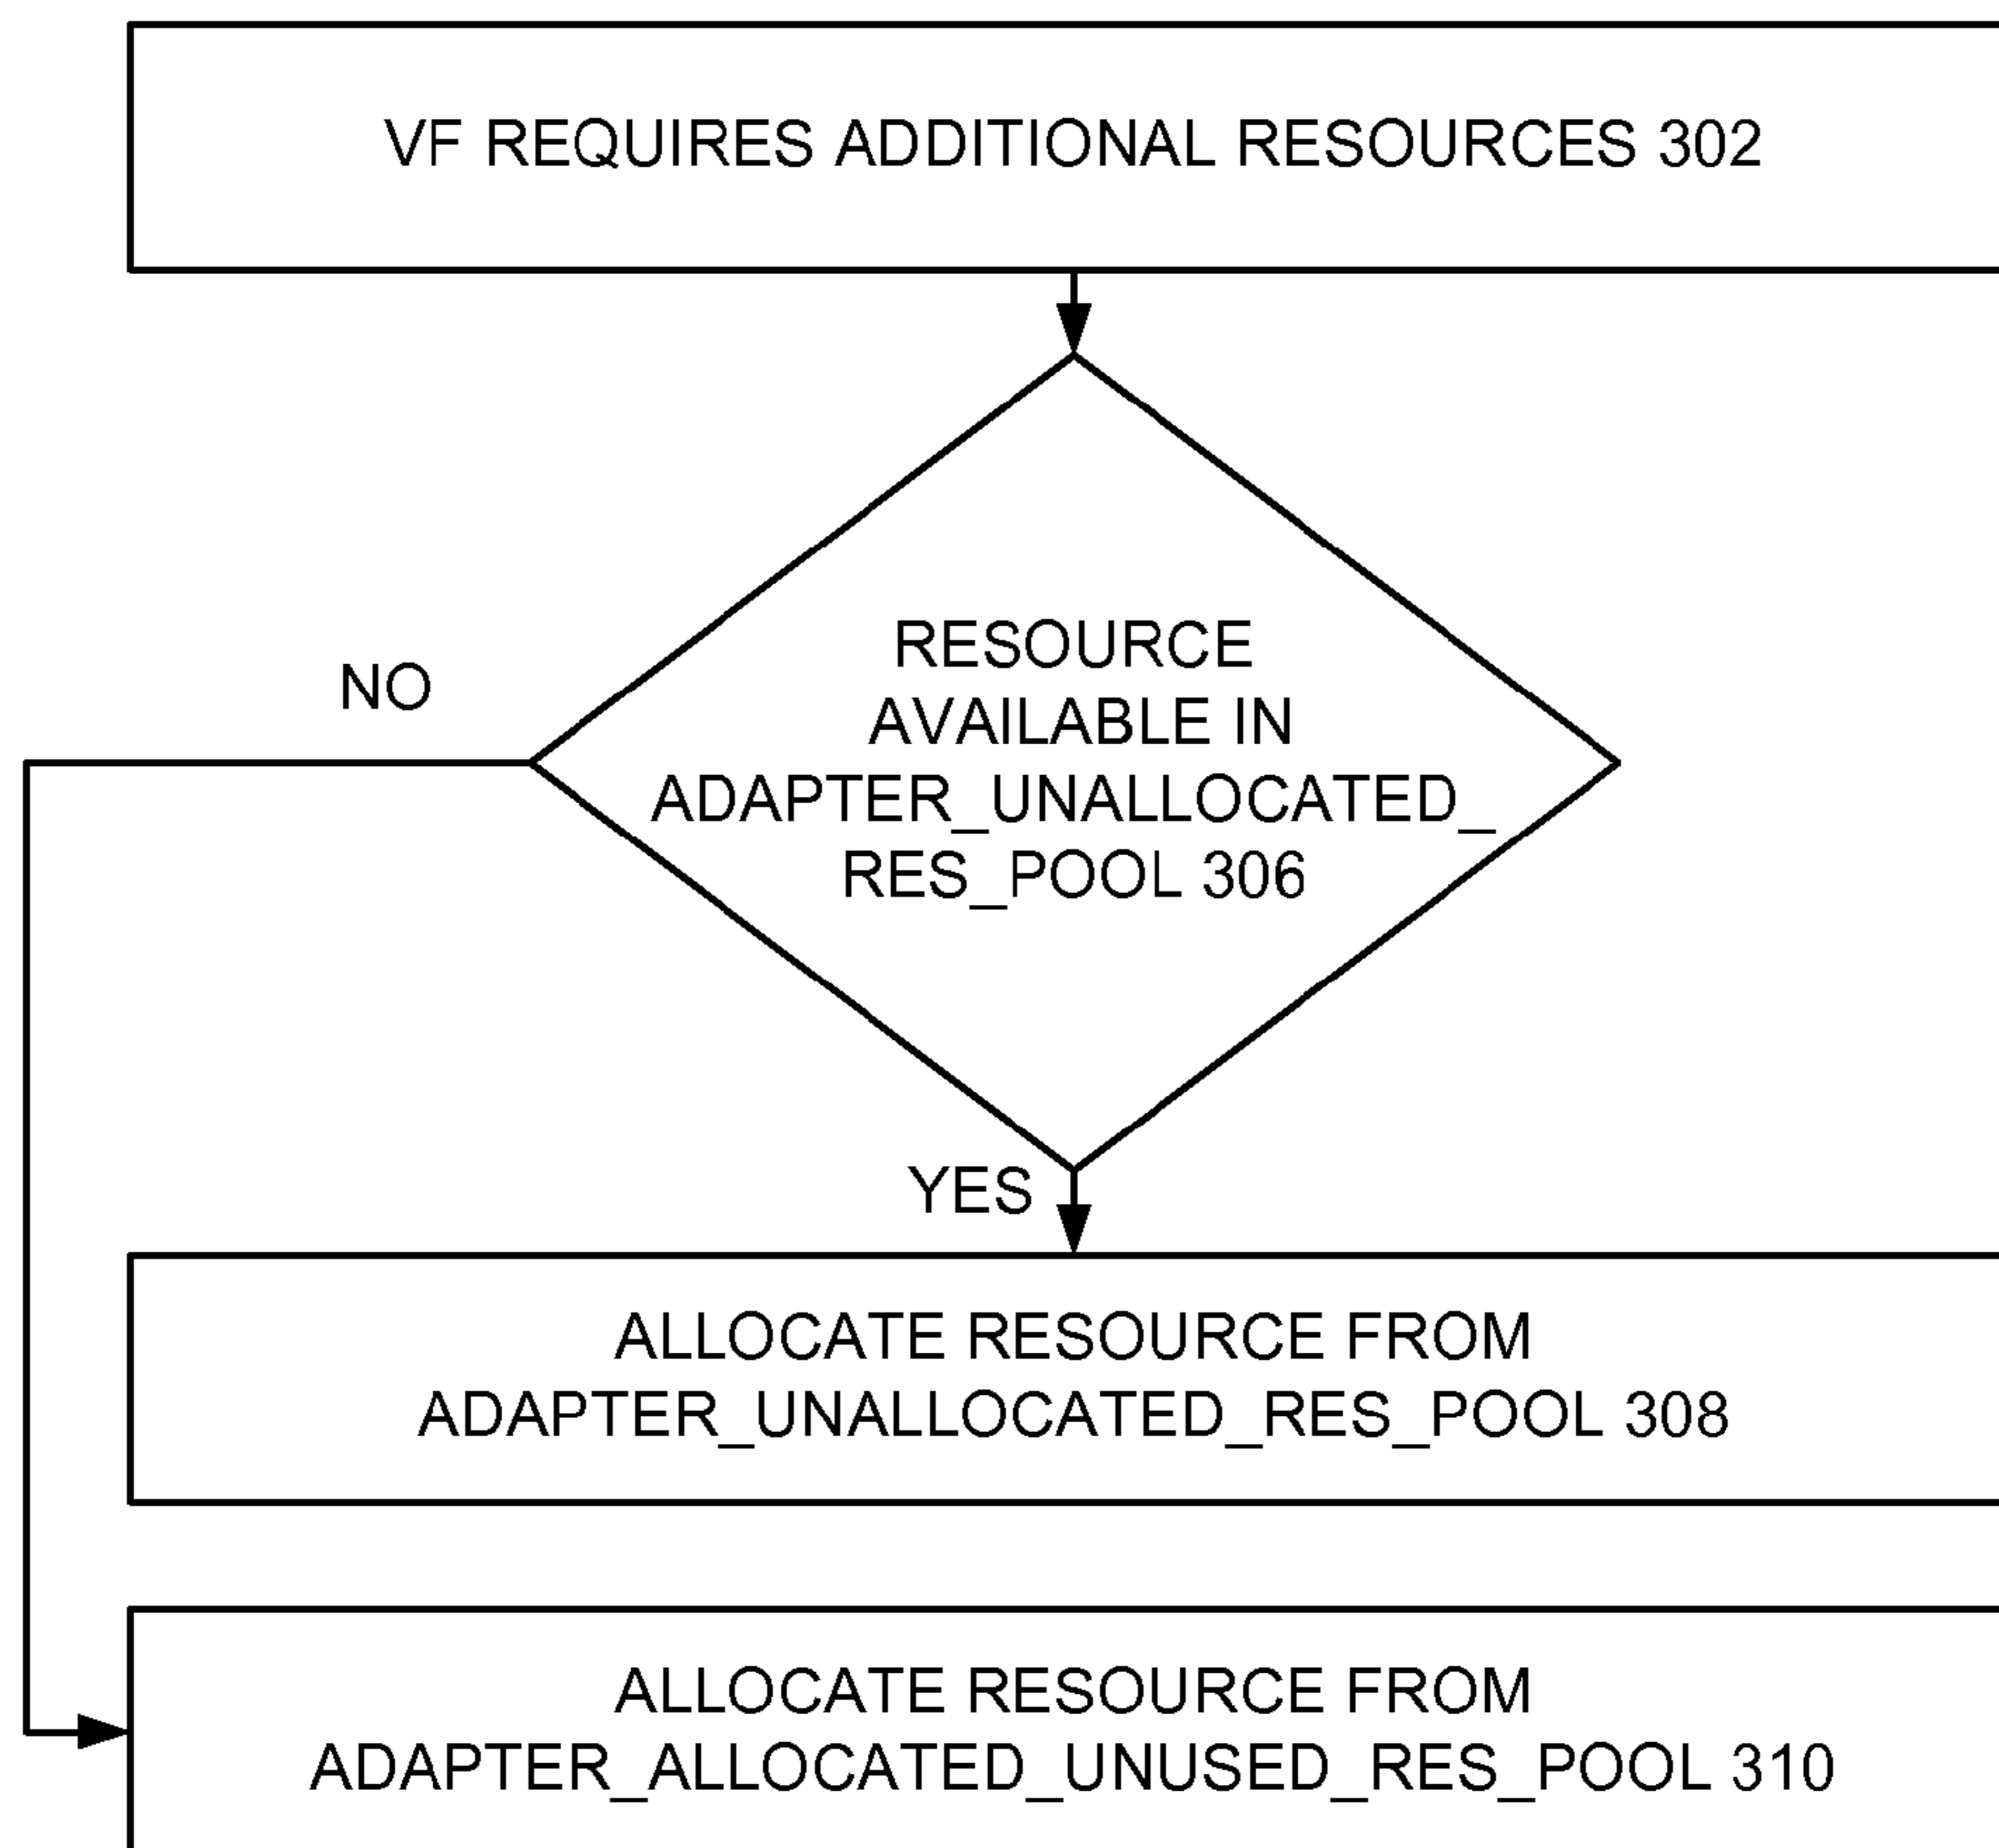 VF REQUIRES ADDITIONAL RESOURCES 302
RESOURCE
AVAILABLE IN
ADAPTER_UNALLOCATED_
RES_POOL 306
NO
YES
ALLOCATE RESOURCE FROM
ADAPTER_UNALLOCATED_RES_POOL 308
ALLOCATE RESOURCE FROM
ADAPTER_ALLOCATED_UNUSED_RES_POOL 310